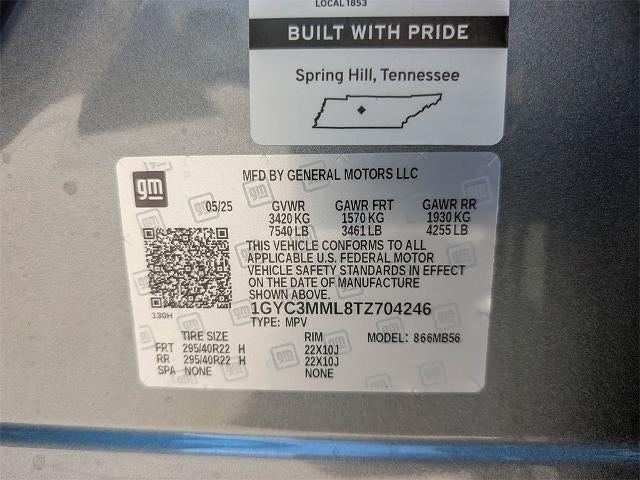 LOCAL 1853
BUILT WITH PRIDE
Spring Hill, Tennessee
gm
MFD BY GENERAL MOTORS LLC
05/25 GVWR GAWR FRT GAWR RR
3420 KG 1570 KG 1930 KG
7540 LB 3461 LB 4255 LB
THIS VEHICLE CONFORMS TO ALL
APPLICABLE U.S. FEDERAL MOTOR
VEHICLE SAFETY STANDARDS IN EFFECT
ON THE DATE OF MANUFACTURE
SHOWN ABOVE.
130H
1GYC3MML8TZ704246
TYPE: MPV
TIRE SIZE RIM MODEL: 866MB56
FRT 295/40R22 H 22X10J
RR 295/40R22 H 22X10J
SPA NONE NONE